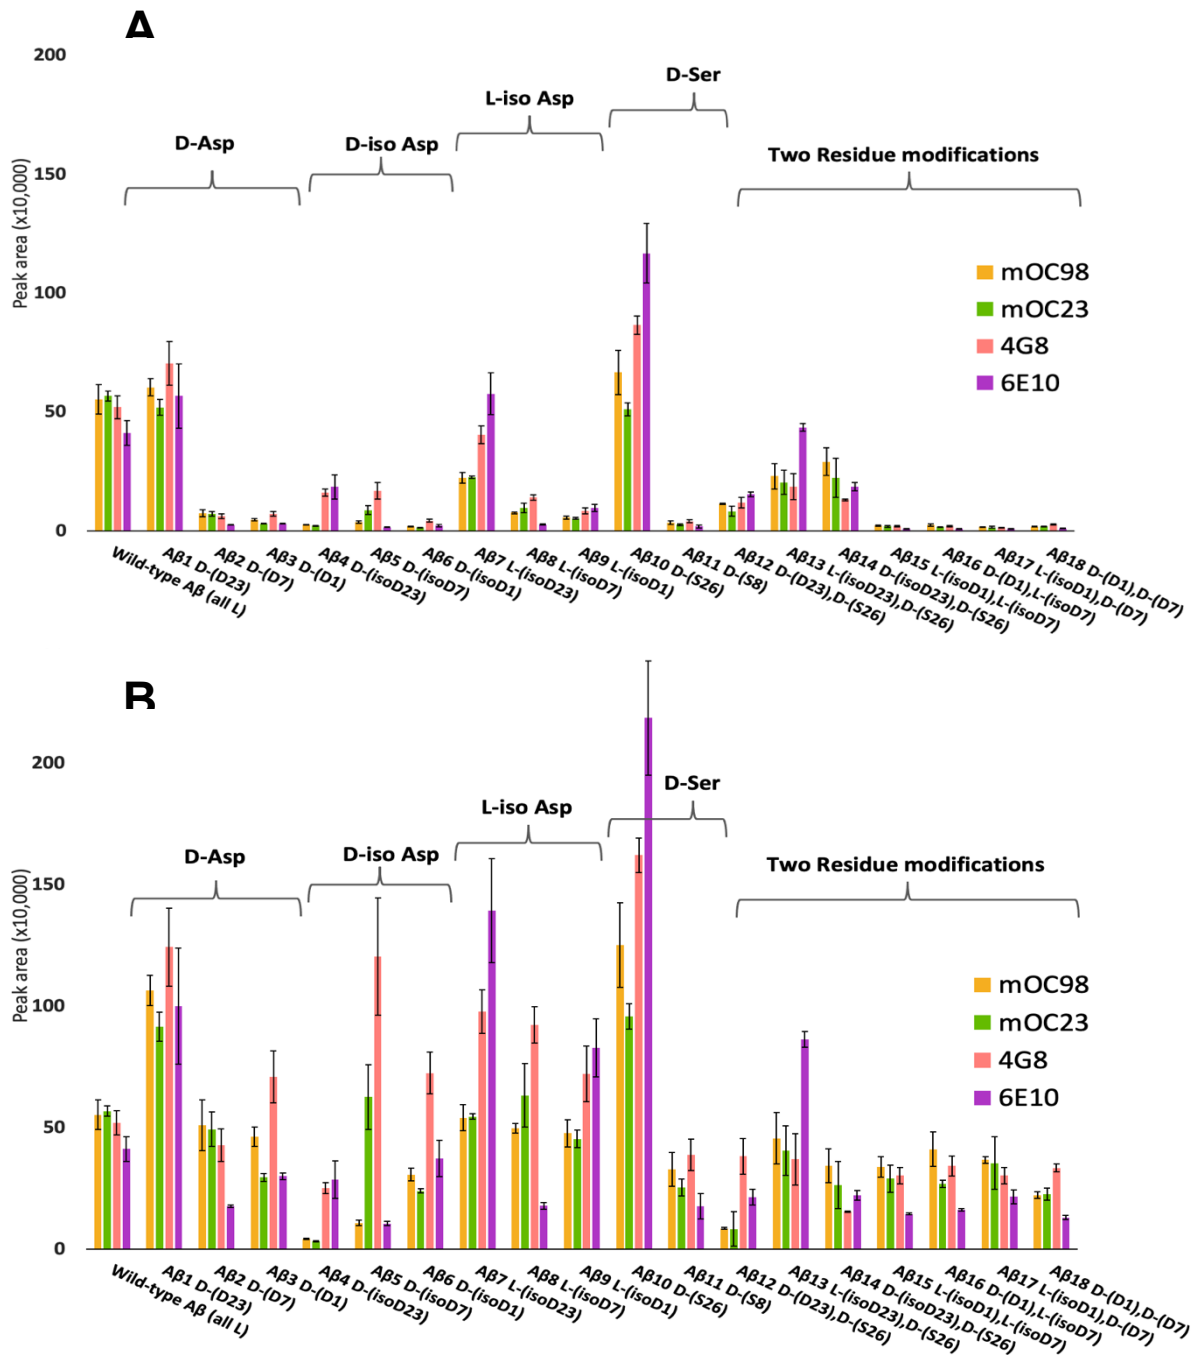 A
200
D-Ser
L-iso Asp
D-Asp
D-iso Asp
Two Residue modifications
150
Peak area (x10,000)
100
50
0
mOC98
mOC23
4G8
6E10
Wild-type Aβ (all L)
Aβ1 D-(D23)
Aβ2 D-(D7)
Aβ3 D-(D1)
Aβ4 D-(isoD23)
Aβ5 D-(isoD7)
Aβ6 D-(isoD1)
Aβ7 L-(isoD23)
Aβ8 L-(isoD7)
Aβ9 L-(isoD1)
Aβ10 D-(S26)
Aβ11 D-(S8)
Aβ12 D-(D23),D-(S26)
Aβ13 L-(isoD23),D-(S26)
Aβ14 D-(isoD23),D-(S26)
Aβ15 L-(isoD1),L-(isoD7)
Aβ16 D-(D1),L-(isoD7)
Aβ17 L-(isoD1),D-(D7)
Aβ18 D-(D1),D-(D7)
B
200
D-Ser
L-iso Asp
D-Asp
D-iso Asp
Two Residue modifications
150
Peak area (x10,000)
100
50
0
mOC98
mOC23
4G8
6E10
Wild-type Aβ (all L)
Aβ1 D-(D23)
Aβ2 D-(D7)
Aβ3 D-(D1)
Aβ4 D-(isoD23)
Aβ5 D-(isoD7)
Aβ6 D-(isoD1)
Aβ7 L-(isoD23)
Aβ8 L-(isoD7)
Aβ9 L-(isoD1)
Aβ10 D-(S26)
Aβ11 D-(S8)
Aβ12 D-(D23),D-(S26)
Aβ13 L-(isoD23),D-(S26)
Aβ14 D-(isoD23),D-(S26)
Aβ15 L-(isoD1),L-(isoD7)
Aβ16 D-(D1),L-(isoD7)
Aβ17 L-(isoD1),D-(D7)
Aβ18 D-(D1),D-(D7)